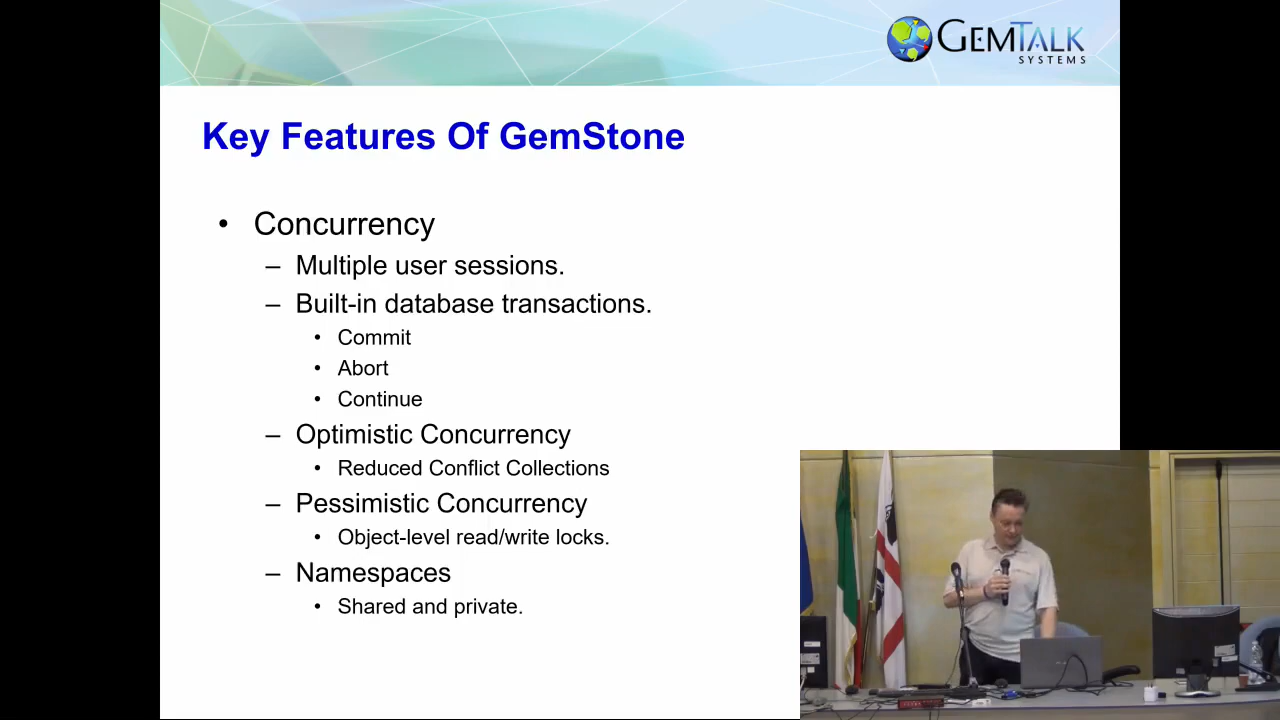 GEMTALK
SYSTEMS
Key Features Of GemStone
• Concurrency
– Multiple user sessions.
– Built-in database transactions.
• Commit
• Abort
• Continue
– Optimistic Concurrency
• Reduced Conflict Collections
– Pessimistic Concurrency
• Object-level read/write locks.
– Namespaces
• Shared and private.